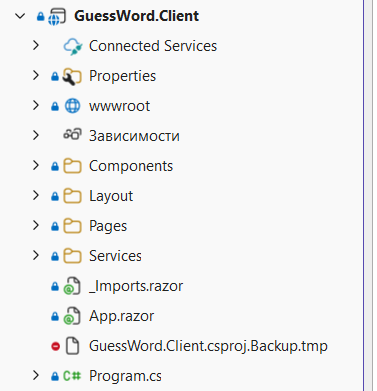 GuessWord.Client
Connected Services
Properties
wwwroot
Зависимости
Components
Layout
Pages
Services
_Imports.razor
App.razor
GuessWord.Client.csproj.Backup.tmp
C# Program.cs